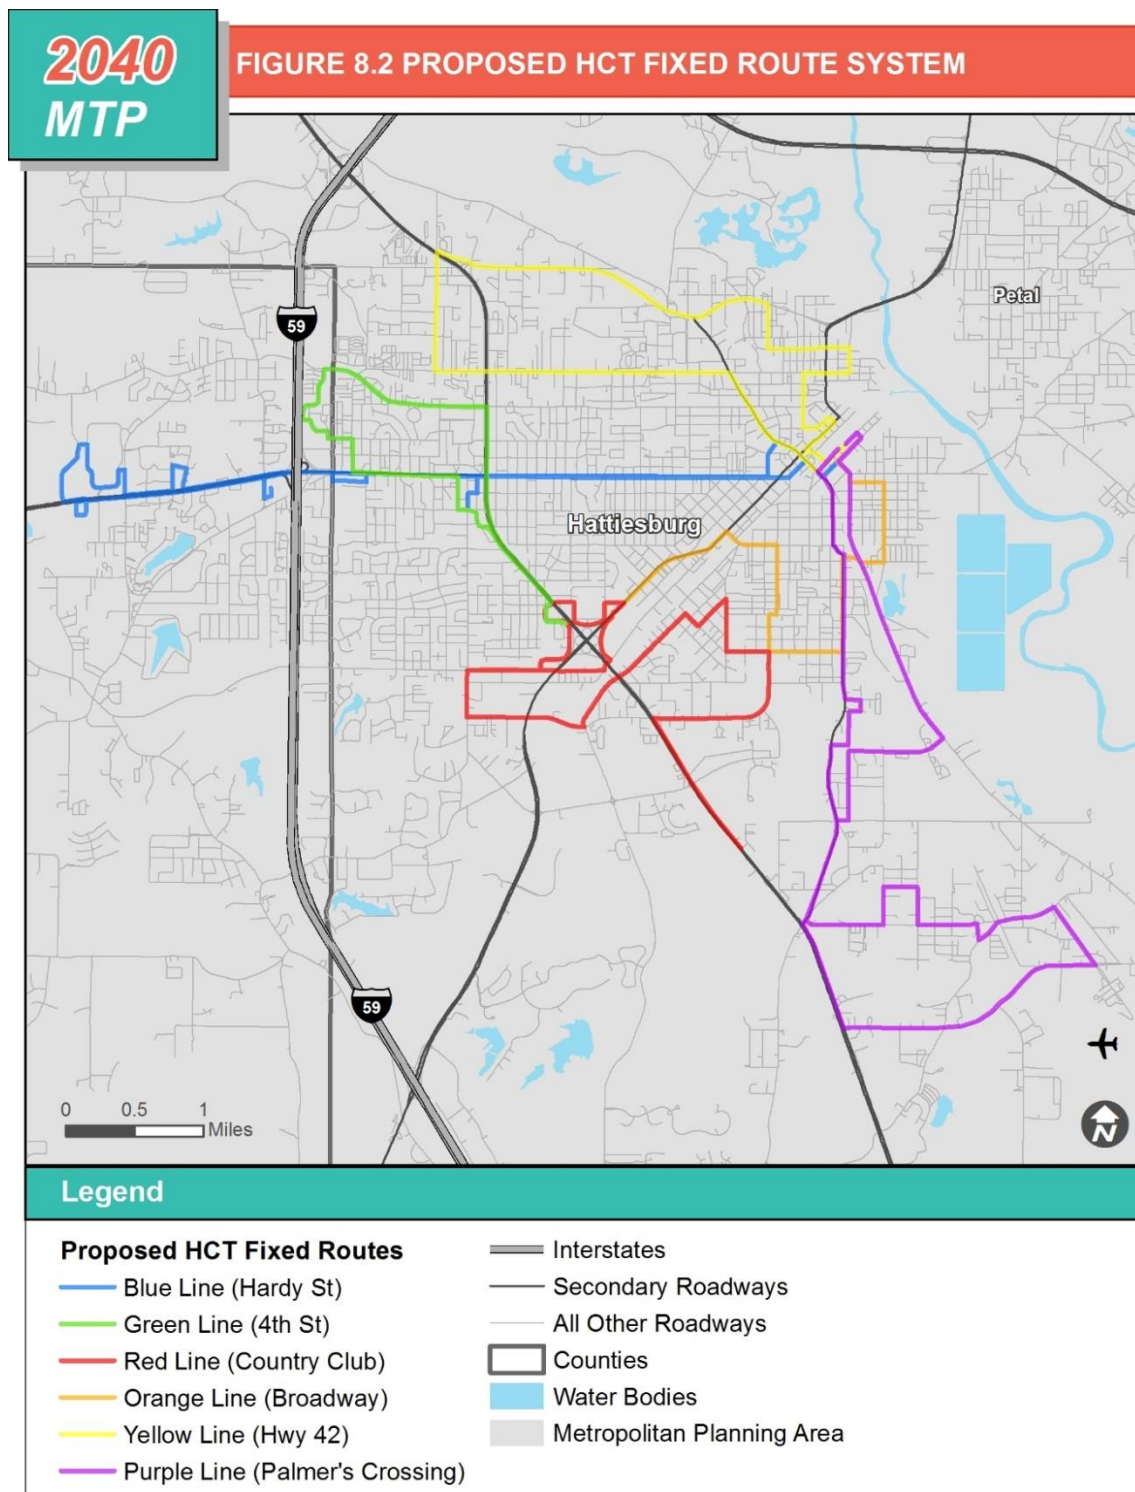 2040
MTP
FIGURE 8.2 PROPOSED HCT FIXED ROUTE SYSTEM
Petal
59
Hattiesburg
59
0 0.5 1
Miles
N
Legend
Proposed HCT Fixed Routes
Blue Line (Hardy St)
Green Line (4th St)
Red Line (Country Club)
Orange Line (Broadway)
Yellow Line (Hwy 42)
Purple Line (Palmer's Crossing)
Interstates
Secondary Roadways
All Other Roadways
Counties
Water Bodies
Metropolitan Planning Area